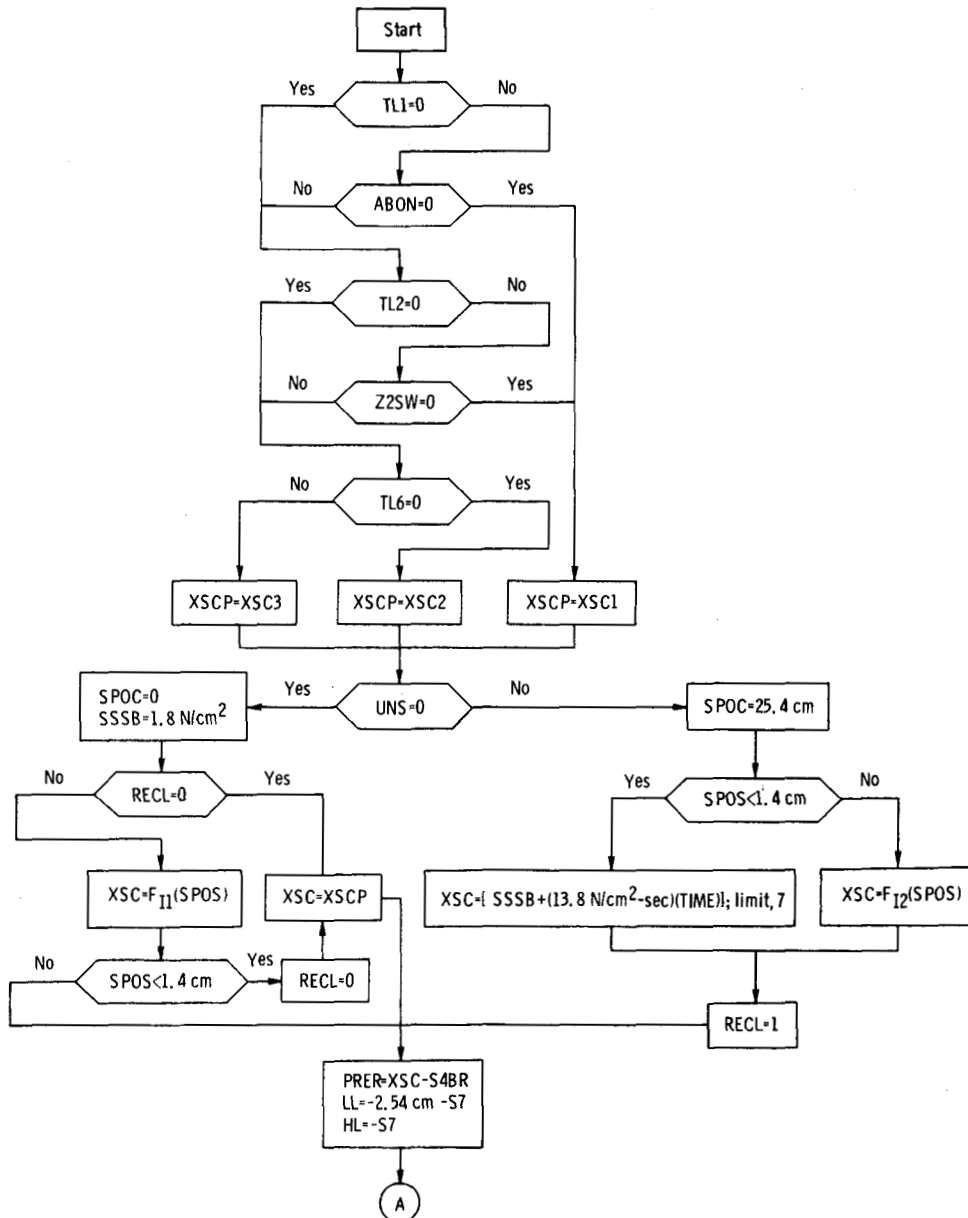 Start
Yes
TL1=0
No
No
ABON=0
Yes
Yes
TL2=0
No
No
Z2SW=0
Yes
No
TL6=0
Yes
XSCP=XSC3
XSCP=XSC2
XSCP=XSC1
SPOC=0
SSSB=1.8 N/cm²
Yes
UNS=0
No
SPOC=25.4 cm
No
RECL=0
Yes
Yes
SPOS<1.4 cm
No
XSC=F_I1(SPOS)
XSC=XSCP
XSC=[ SSSB+(13.8 N/cm²-sec)(TIME)]; limit, 7
XSC=F_I2(SPOS)
No
SPOS<1.4 cm
Yes
RECL=0
RECL=1
PRER=XSC-S4BR
LL=-2.54 cm -S7
HL=-S7
A